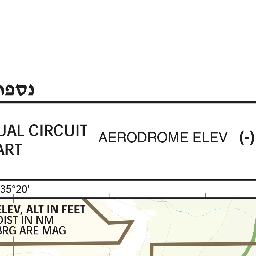 נספח
UAL CIRCUIT
ART
AERODROME ELEV (-)
35°20'
ELEV, ALT IN FEET
DIST IN NM
BRG ARE MAG